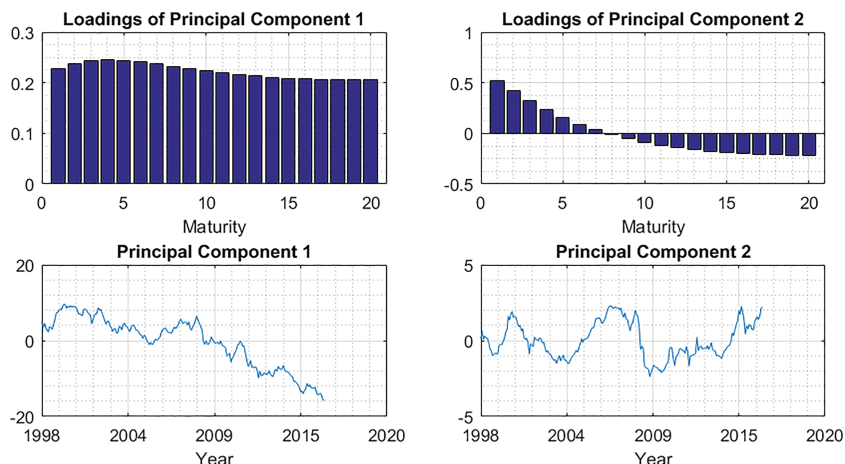 Loadings of Principal Component 1
0.3
0.2
0.1
0
0 5 10 15 20
Maturity
Loadings of Principal Component 2
1
0.5
0
-0.5
0 5 10 15 20
Maturity
Principal Component 1
20
0
-20
1998 2004 2009 2015 2020
Year
Principal Component 2
5
0
-5
1998 2004 2009 2015 2020
Year